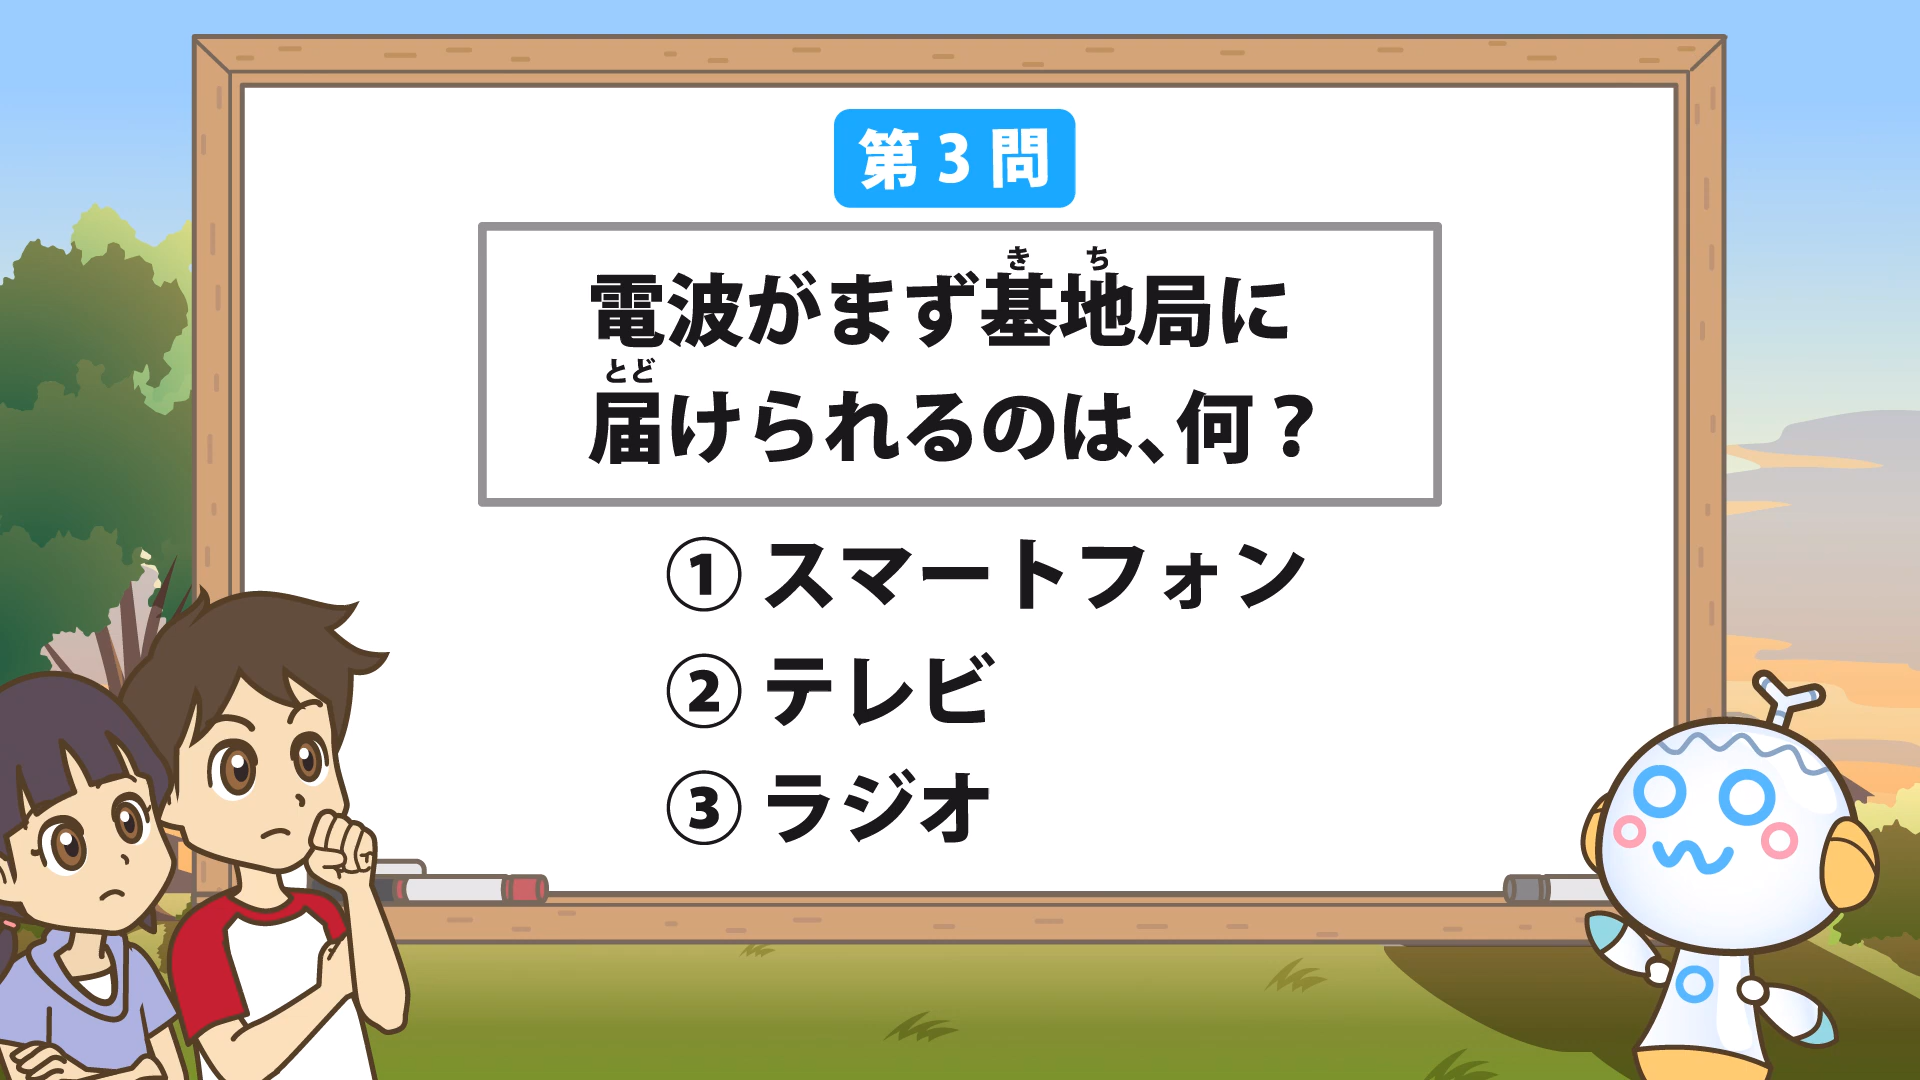 第3問
き ち
電波がまず基地局に
とど
届けられるのは、何?
① スマートフォン
② テレビ
③ ラジオ